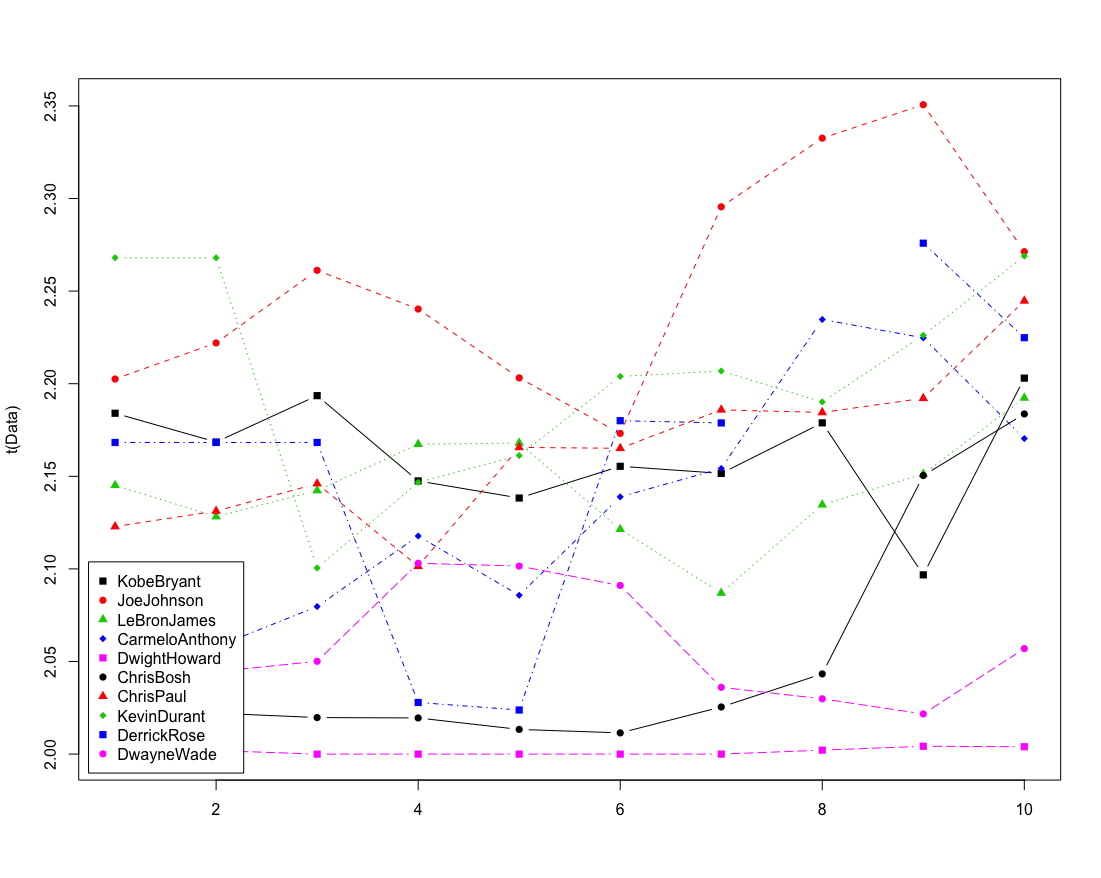 2.35
2.30
2.25
2.20
2.15
2.10
2.05
2.00
t(Data)
KobeBryant
JoeJohnson
LeBronJames
CarmeloAnthony
DwightHoward
ChrisBosh
ChrisPaul
KevinDurant
DerrickRose
DwayneWade
2 4 6 8 10